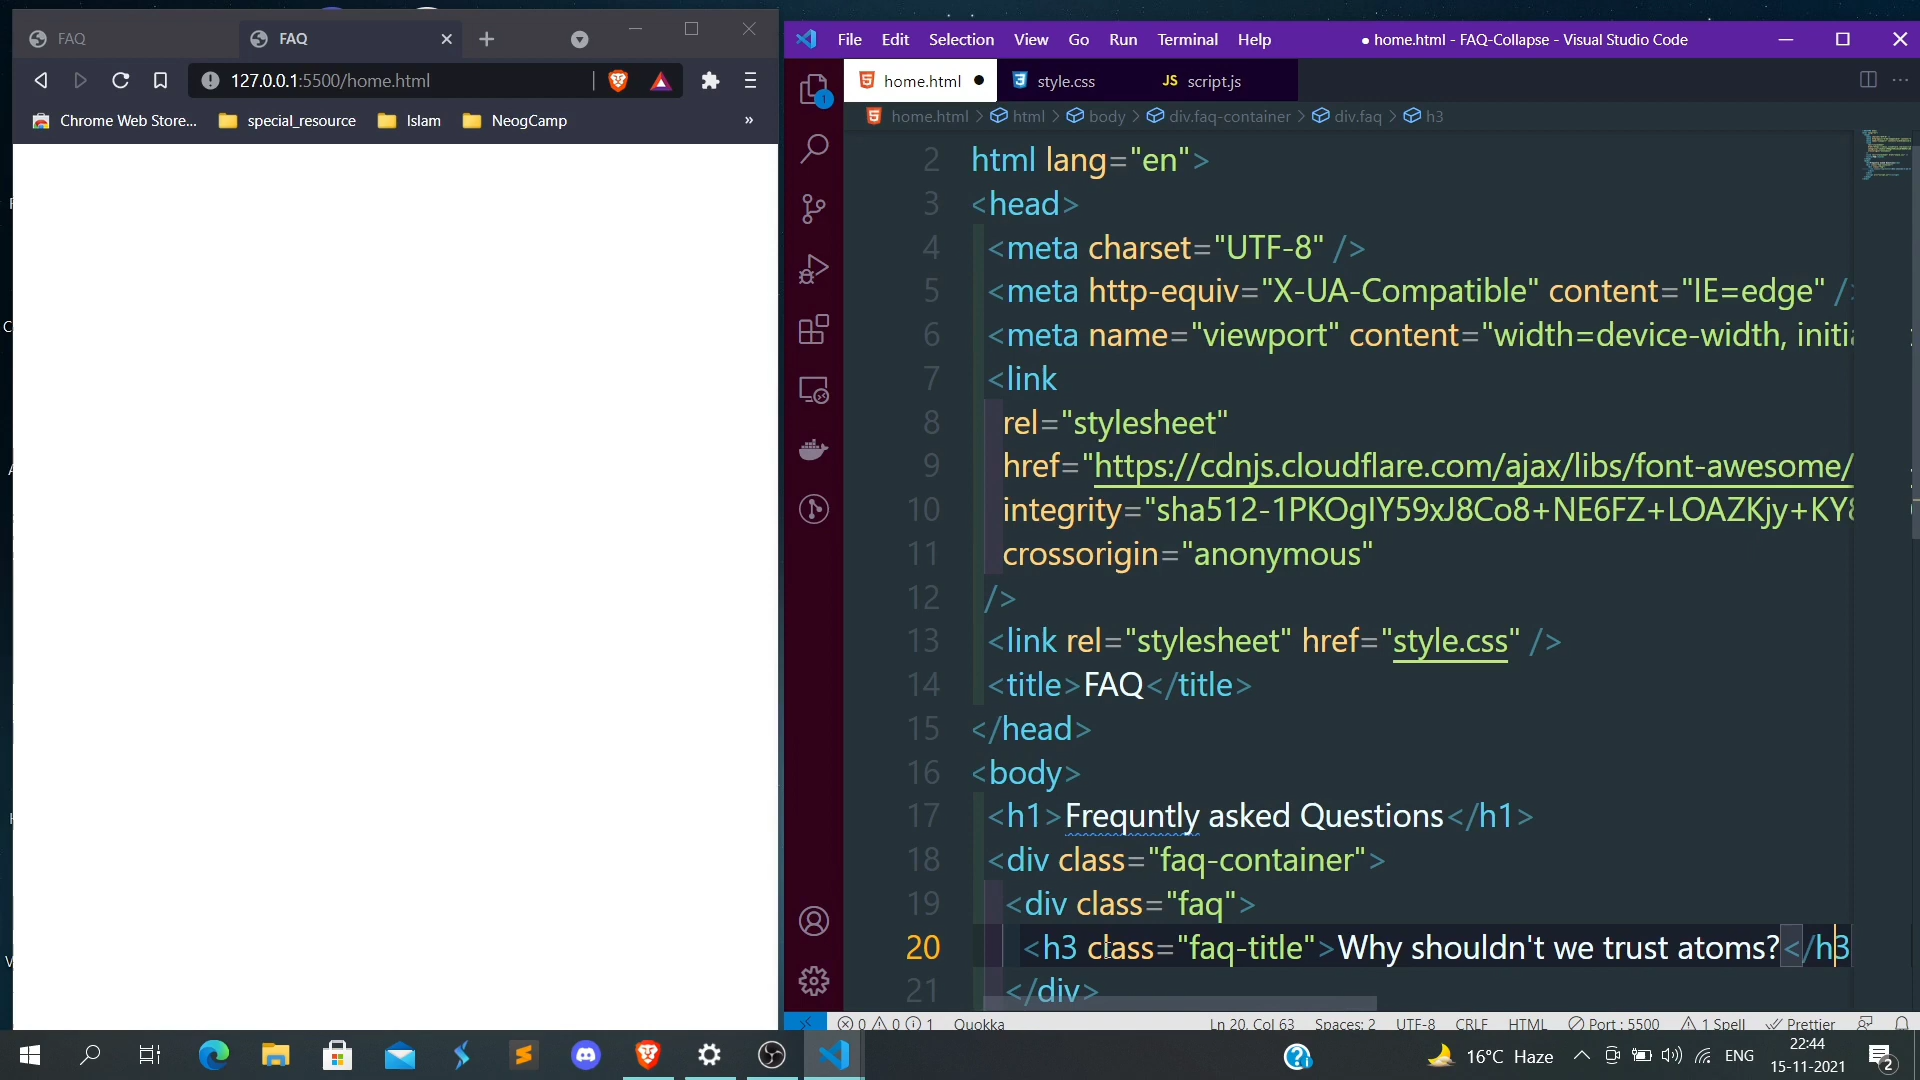 FAQ
FAQ
127.0.0.1:5500/home.html
Chrome Web Store...
special_resource
Islam
NeogCamp
»
File Edit Selection View Go Run Terminal Help
● home.html - FAQ-Collapse - Visual Studio Code
home.html ●
style.css
JS script.js
home.html > html > body > div.faq-container > div.faq > h3
2 html lang="en">
3 <head>
4 <meta charset="UTF-8" />
5 <meta http-equiv="X-UA-Compatible" content="IE=edge" /
6 <meta name="viewport" content="width=device-width, initia
7 <link
8 rel="stylesheet"
9 href="https://cdnjs.cloudflare.com/ajax/libs/font-awesome/
10 integrity="sha512-1PKOgIY59xJ8Co8+NE6FZ+LOAZKjy+KY8
11 crossorigin="anonymous"
12 />
13 <link rel="stylesheet" href="style.css" />
14 <title>FAQ</title>
15 </head>
16 <body>
17 <h1>Frequntly asked Questions</h1>
18 <div class="faq-container">
19 <div class="faq">
20 <h3 class="faq-title">Why shouldn't we trust atoms?</h3
21 </div>
0 0 1 Quokka Ln 20, Col 63 Spaces: 2 UTF-8 CRLF HTML Port : 5500 1 Spell Prettier
16°C Haze
ENG
22:44
15-11-2021
2